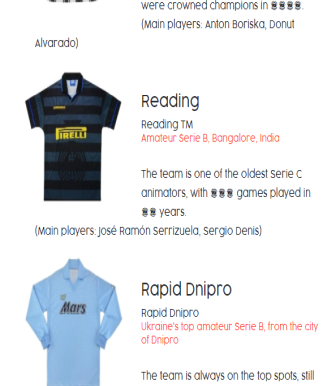 were crowned champions in
(Main players: Anton Boriska, Donut
Alvarado)
Reading
Reading TM
Amateur Serie B, Bangalore, India
The team is one of the oldest Serie C
animators, with games played in
years.
(Main players: José Ramón Serrizuela, Sergio Denis)
PIRELLI
Rapid Dnipro
Rapid Dnipro
Ukraine's top amateur Serie B, from the city
of Dnipro
Mars
The team is always on the top spots, still